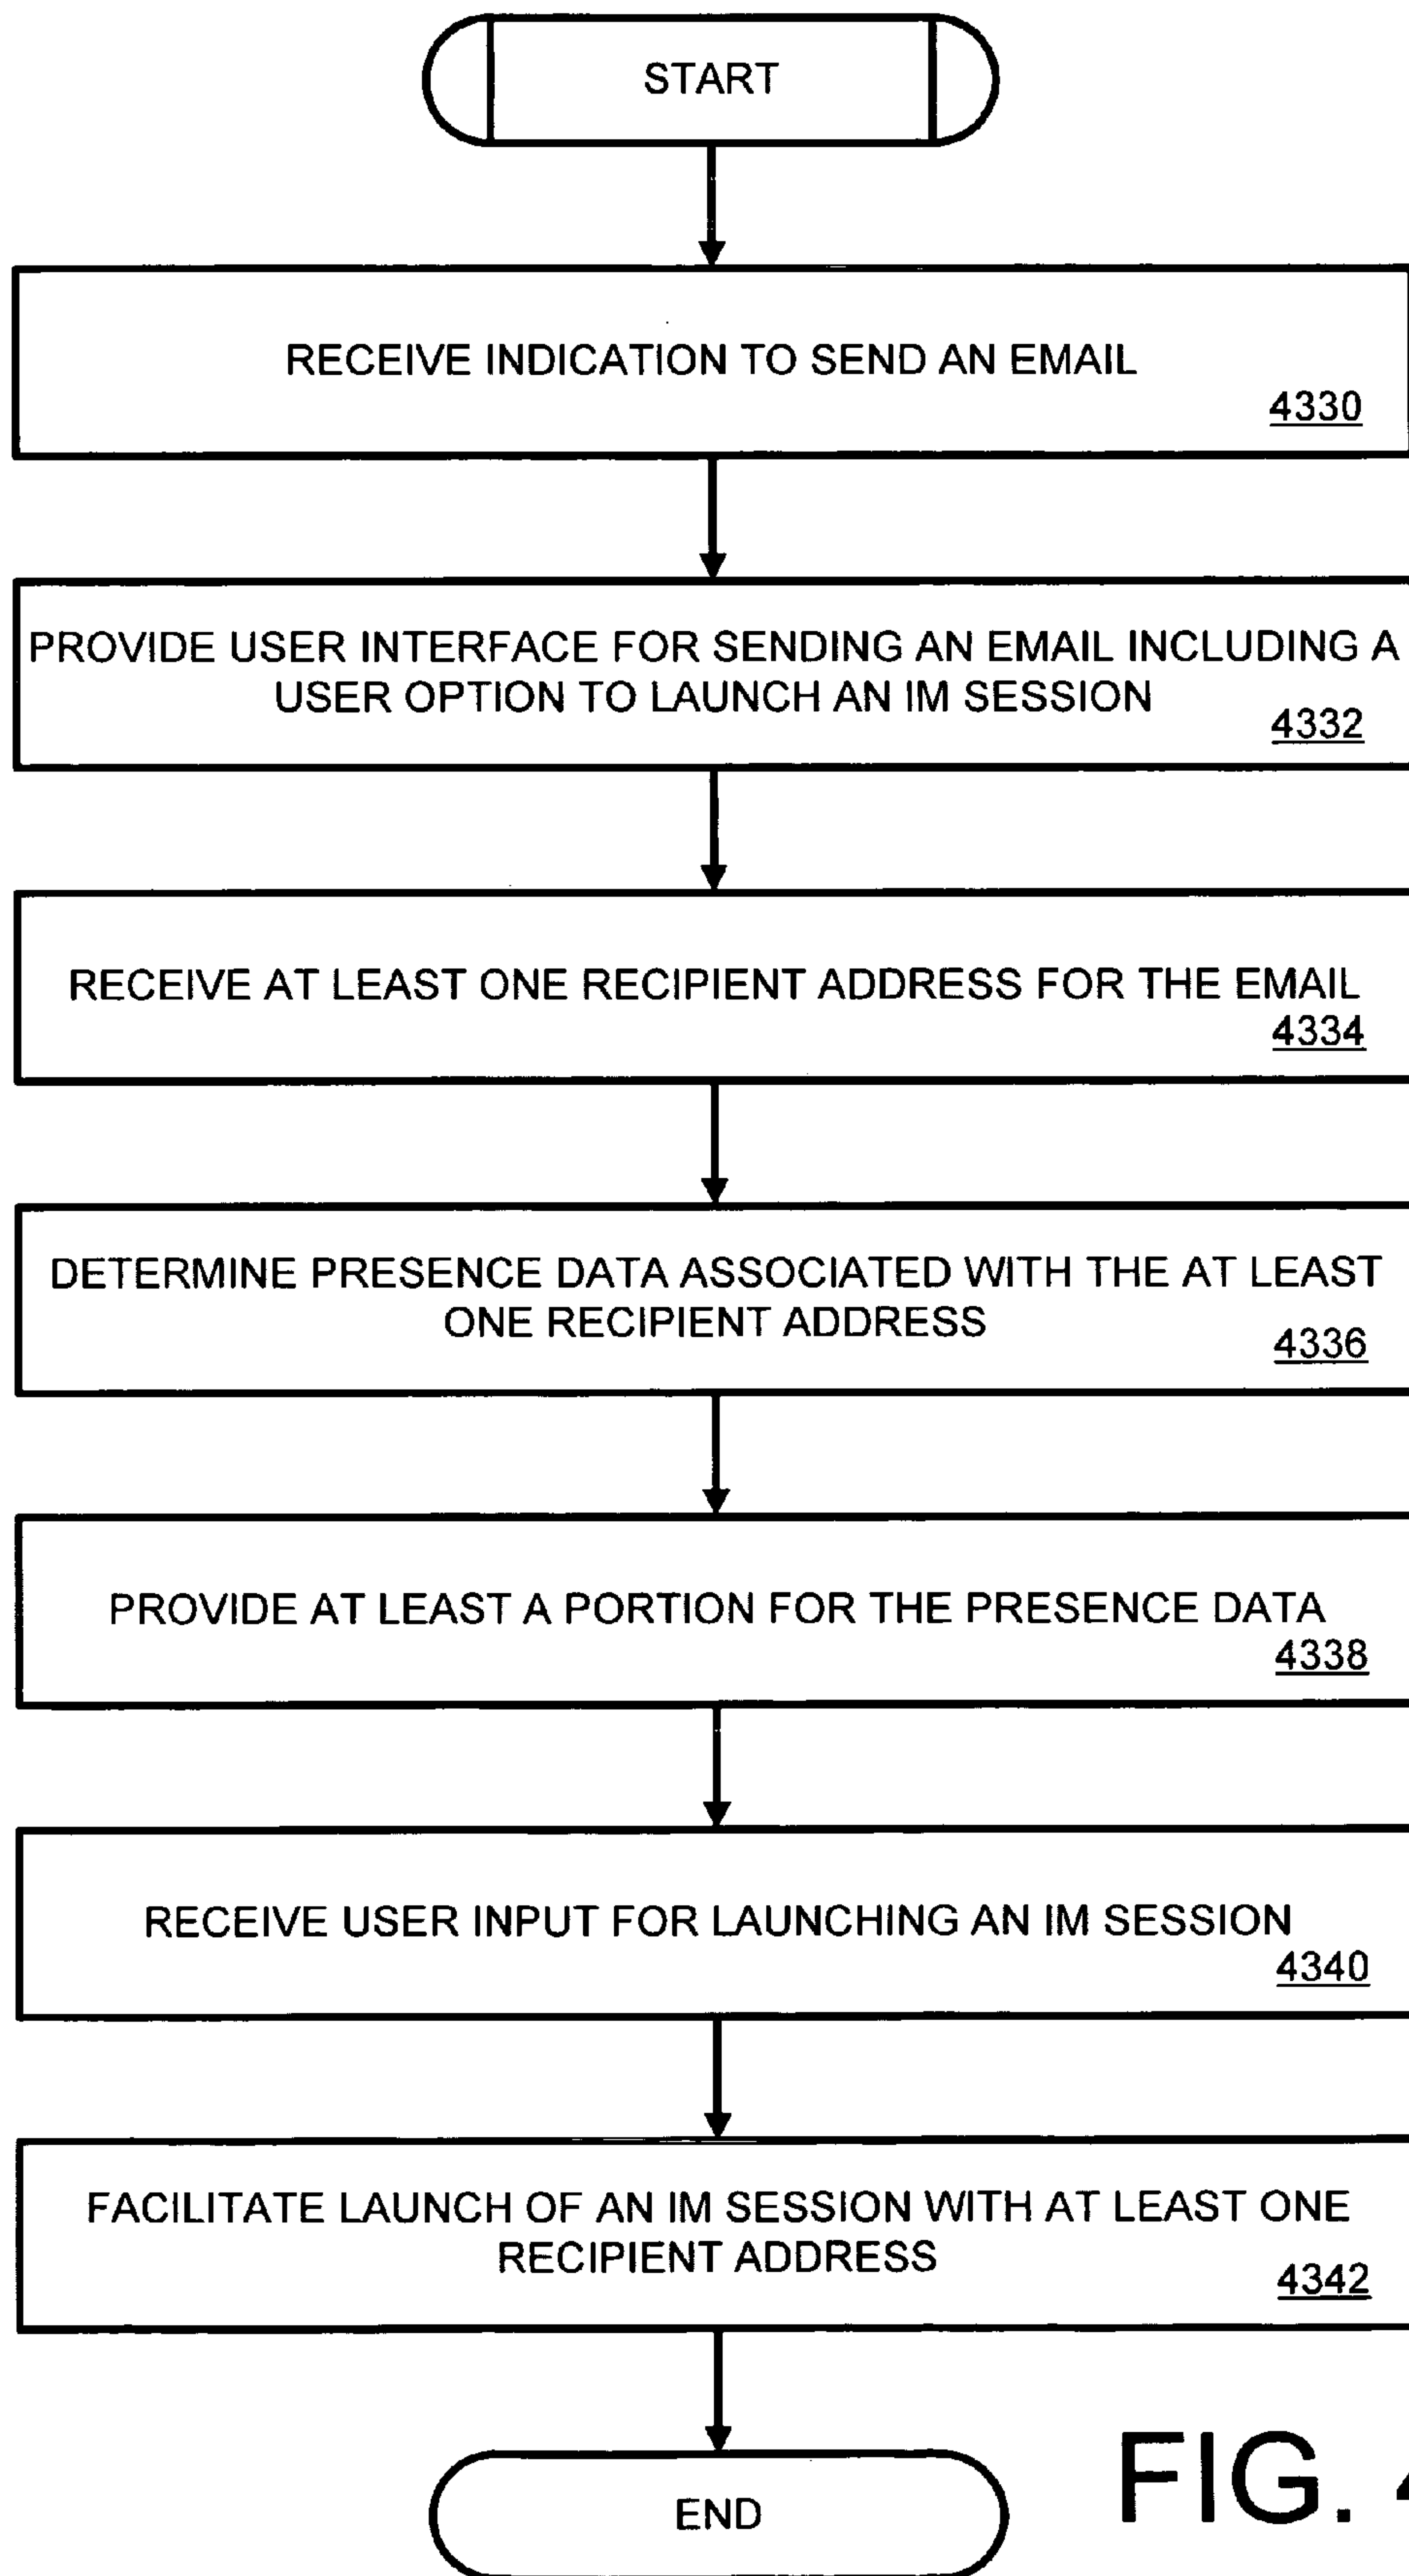 START
RECEIVE INDICATION TO SEND AN EMAIL
4330
PROVIDE USER INTERFACE FOR SENDING AN EMAIL INCLUDING A
USER OPTION TO LAUNCH AN IM SESSION
4332
RECEIVE AT LEAST ONE RECIPIENT ADDRESS FOR THE EMAIL
4334
DETERMINE PRESENCE DATA ASSOCIATED WITH THE AT LEAST
ONE RECIPIENT ADDRESS
4336
PROVIDE AT LEAST A PORTION FOR THE PRESENCE DATA
4338
RECEIVE USER INPUT FOR LAUNCHING AN IM SESSION
4340
FACILITATE LAUNCH OF AN IM SESSION WITH AT LEAST ONE
RECIPIENT ADDRESS
4342
END
FIG.